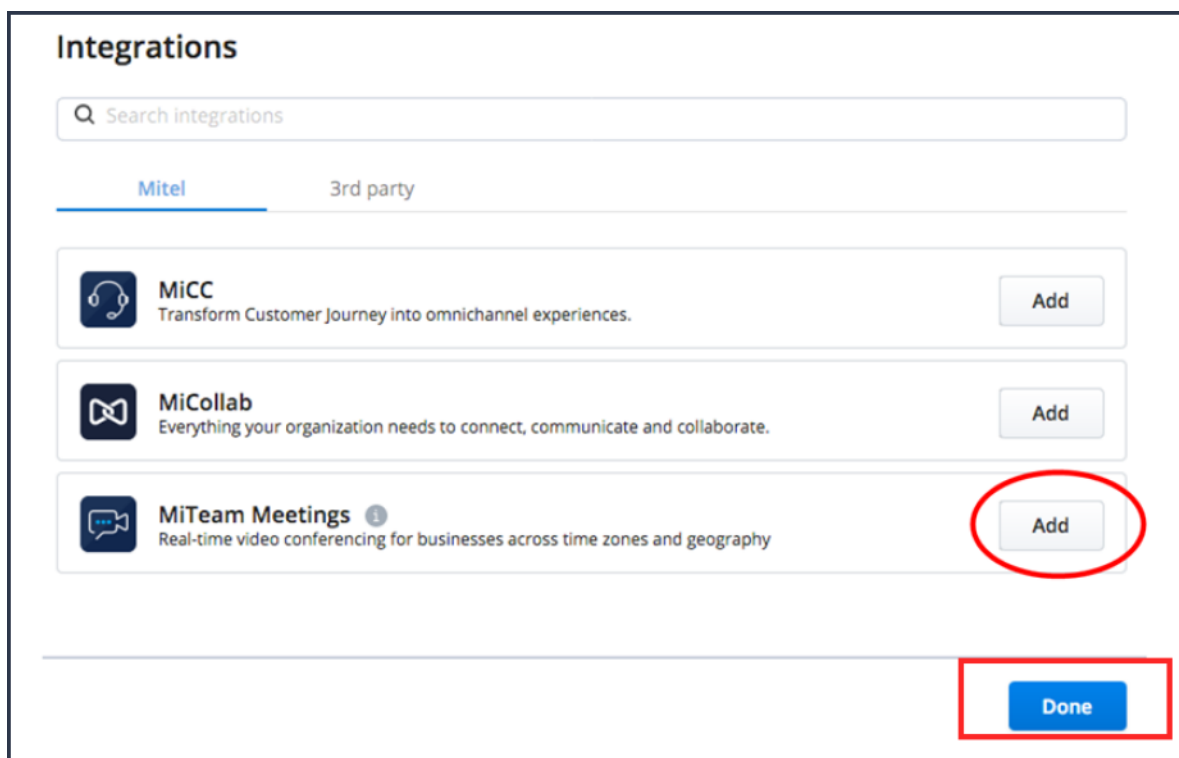 Integrations
Search integrations
Mitel
3rd party
MiCC
Transform Customer Journey into omnichannel experiences.
Add
MiCollab
Everything your organization needs to connect, communicate and collaborate.
Add
MiTeam Meetings
Real-time video conferencing for businesses across time zones and geography
Add
Done